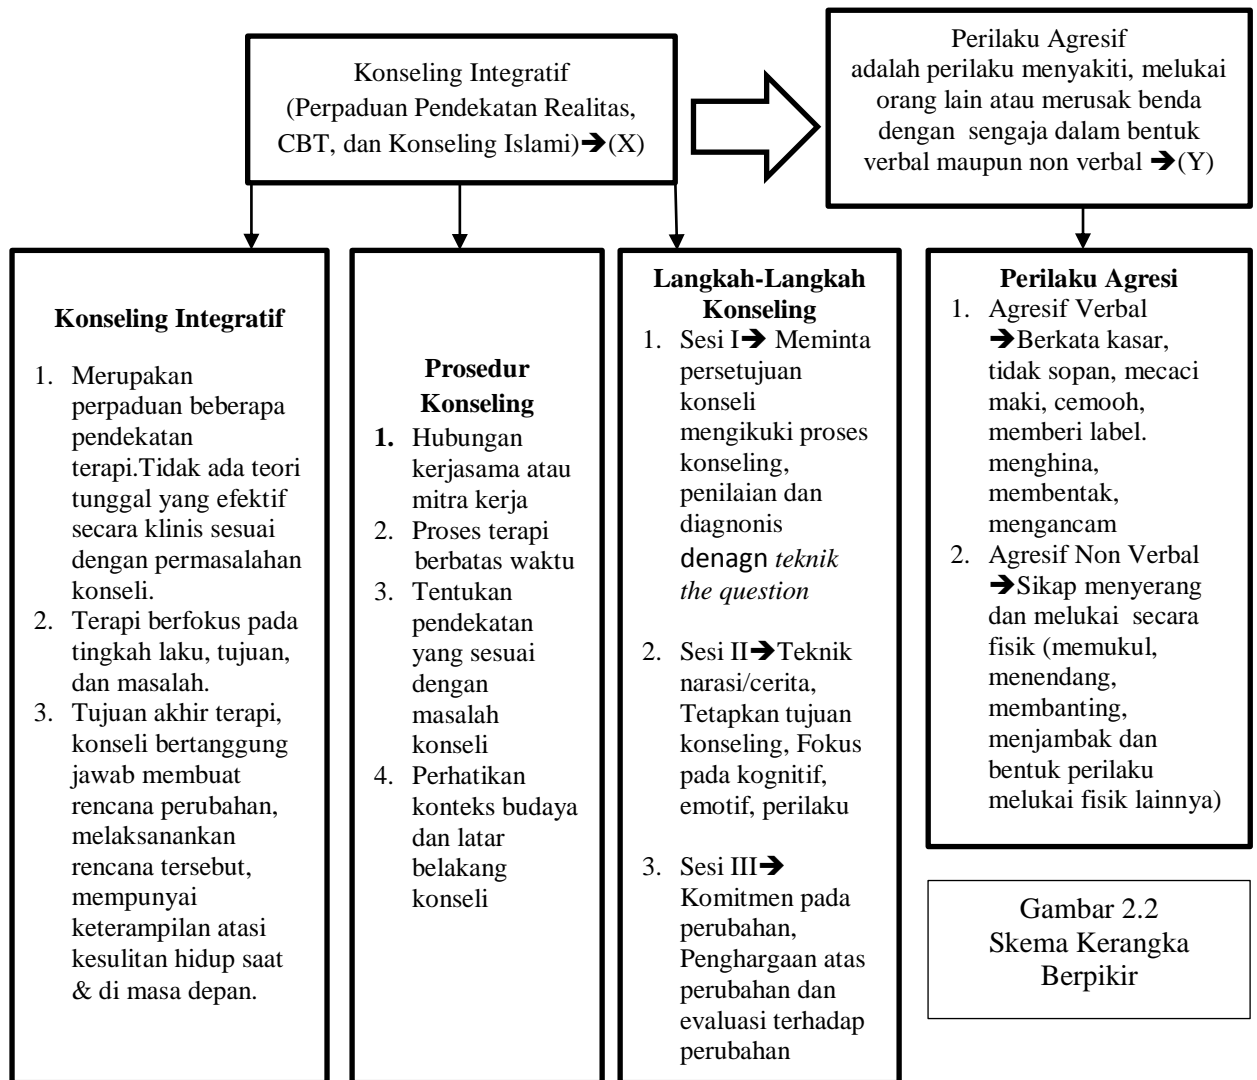 Konseling Integratif
(Perpaduan Pendekatan Realitas,
CBT, dan Konseling Islami)➔(X)
Perilaku Agresif
adalah perilaku menyakiti, melukai
orang lain atau merusak benda
dengan sengaja dalam bentuk
verbal maupun non verbal ➔(Y)
Konseling Integratif
1. Merupakan
perpaduan beberapa
pendekatan
terapi.Tidak ada teori
tunggal yang efektif
secara klinis sesuai
dengan permasalahan
konseli.
2. Terapi berfokus pada
tingkah laku, tujuan,
dan masalah.
3. Tujuan akhir terapi,
konseli bertanggung
jawab membuat
rencana perubahan,
melaksanankan
rencana tersebut,
mempunyai
keterampilan atasi
kesulitan hidup saat
& di masa depan.
Prosedur
Konseling
1. Hubungan
kerjasama atau
mitra kerja
2. Proses terapi
berbatas waktu
3. Tentukan
pendekatan
yang sesuai
dengan
masalah
konseli
4. Perhatikan
konteks budaya
dan latar
belakang
konseli
Langkah-Langkah
Konseling
1. Sesi I➔ Meminta
persetujuan
konseli
mengikuki proses
konseling,
penilaian dan
diagnonis
denagn teknik
the question
2. Sesi II➔Teknik
narasi/cerita,
Tetapkan tujuan
konseling, Fokus
pada kognitif,
emotif, perilaku
3. Sesi III➔
Komitmen pada
perubahan,
Penghargaan atas
perubahan dan
evaluasi terhadap
perubahan
Perilaku Agresi
1. Agresif Verbal
➔Berkata kasar,
tidak sopan, mecaci
maki, cemooh,
memberi label.
menghina,
membentak,
mengancam
2. Agresif Non Verbal
➔Sikap menyerang
dan melukai secara
fisik (memukul,
menendang,
membanting,
menjambak dan
bentuk perilaku
melukai fisik lainnya)
Gambar 2.2
Skema Kerangka
Berpikir